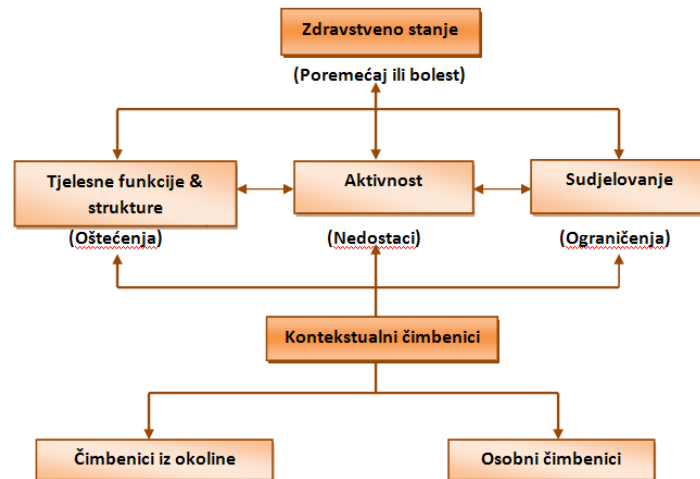 Zdravstveno stanje
(Poremećaj ili bolest)
Tjelesne funkcije &
strukture
Aktivnost
Sudjelovanje
(Oštećenja)
(Nedostaci)
(Ograničenja)
Kontekstualni čimbenici
Čimbenici iz okoline
Osobni čimbenici